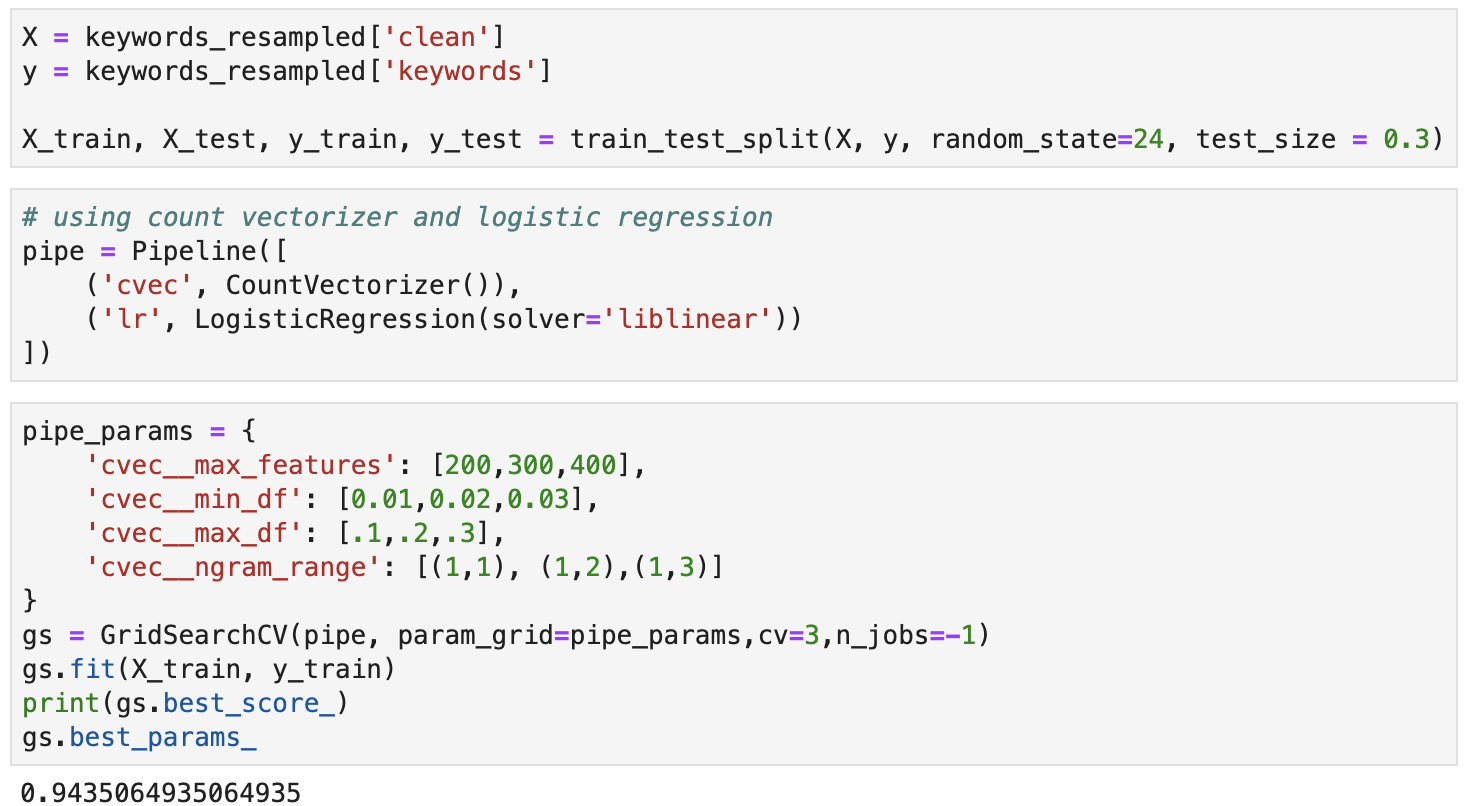 X = keywords_resampled['clean']
y = keywords_resampled['keywords']
X_train, X_test, y_train, y_test = train_test_split(X, y, random_state=24, test_size = 0.3)
# using count vectorizer and logistic regression
pipe = Pipeline([
    ('cvec', CountVectorizer()),
    ('lr', LogisticRegression(solver='liblinear'))
])
pipe_params = {
    'cvec__max_features': [200,300,400],
    'cvec__min_df': [0.01,0.02,0.03],
    'cvec__max_df': [.1,.2,.3],
    'cvec__ngram_range': [(1,1), (1,2),(1,3)]
}
gs = GridSearchCV(pipe, param_grid=pipe_params,cv=3,n_jobs=-1)
gs.fit(X_train, y_train)
print(gs.best_score_)
gs.best_params_
0.9435064935064935